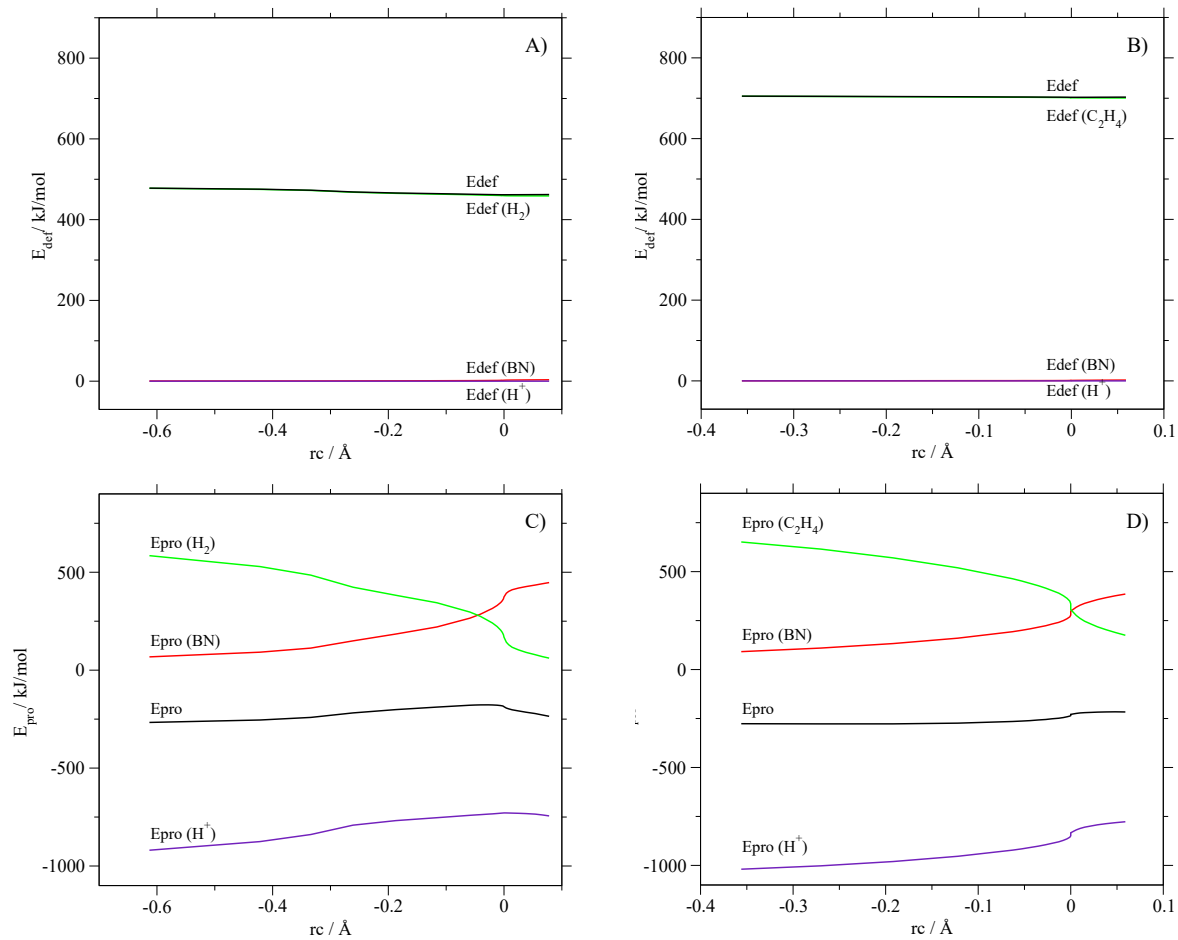 A)
800
600
400
200
0
E_def/ kJ/mol
Edef
Edef (H2)
Edef (BN)
Edef (H+)
-0.6 -0.4 -0.2 0
rc / Å
B)
800
600
400
200
0
E_def/ kJ/mol
Edef
Edef (C2H4)
Edef (BN)
Edef (H+)
-0.4 -0.3 -0.2 -0.1 0 0.1
rc / Å
C)
500
0
-500
-1000
E_pro/ kJ/mol
Epro (H2)
Epro (BN)
Epro
Epro (H+)
-0.6 -0.4 -0.2 0
rc / Å
D)
500
0
-500
-1000
Epro (C2H4)
Epro (BN)
Epro
Epro (H+)
-0.4 -0.3 -0.2 -0.1 0 0.1
rc / Å